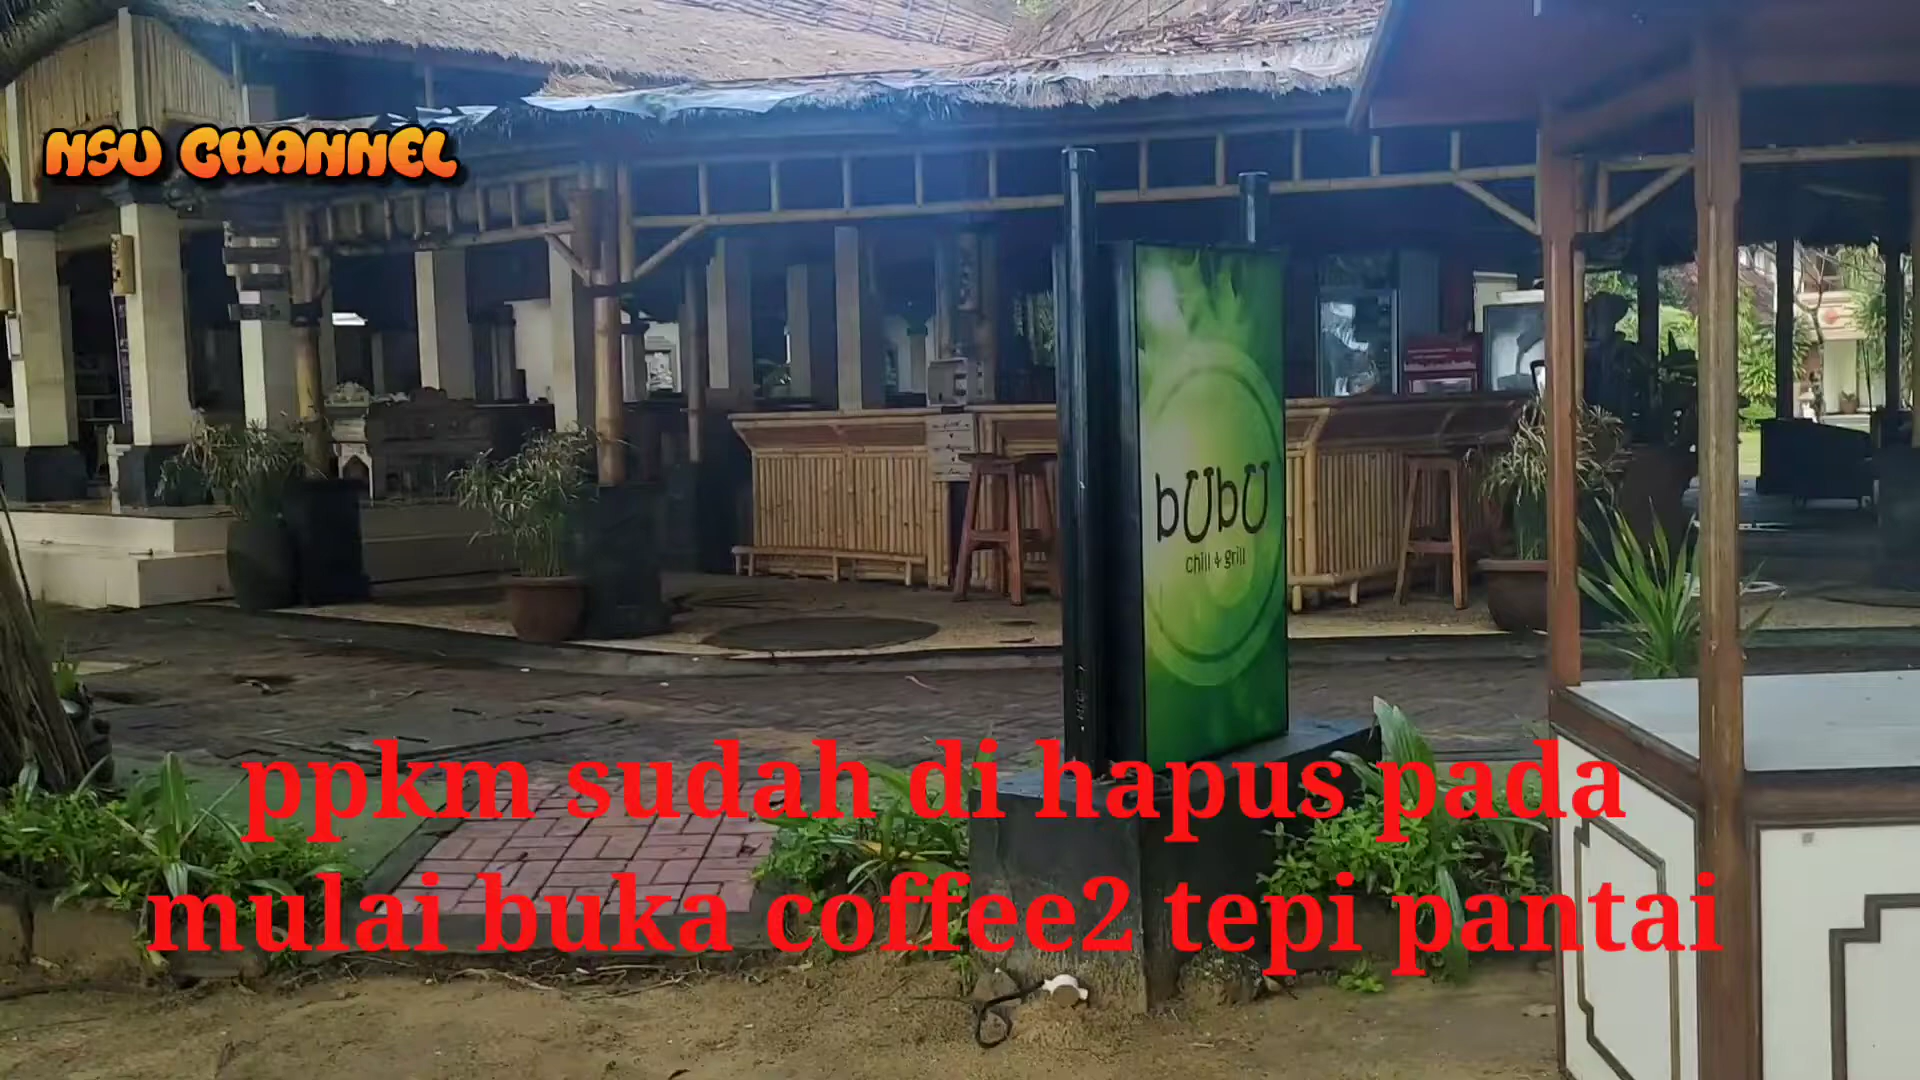 NSU CHANNEL
bUbU
chill & grill
ppkm sudah di hapus pada
mulai buka coffee2 tepi pantai